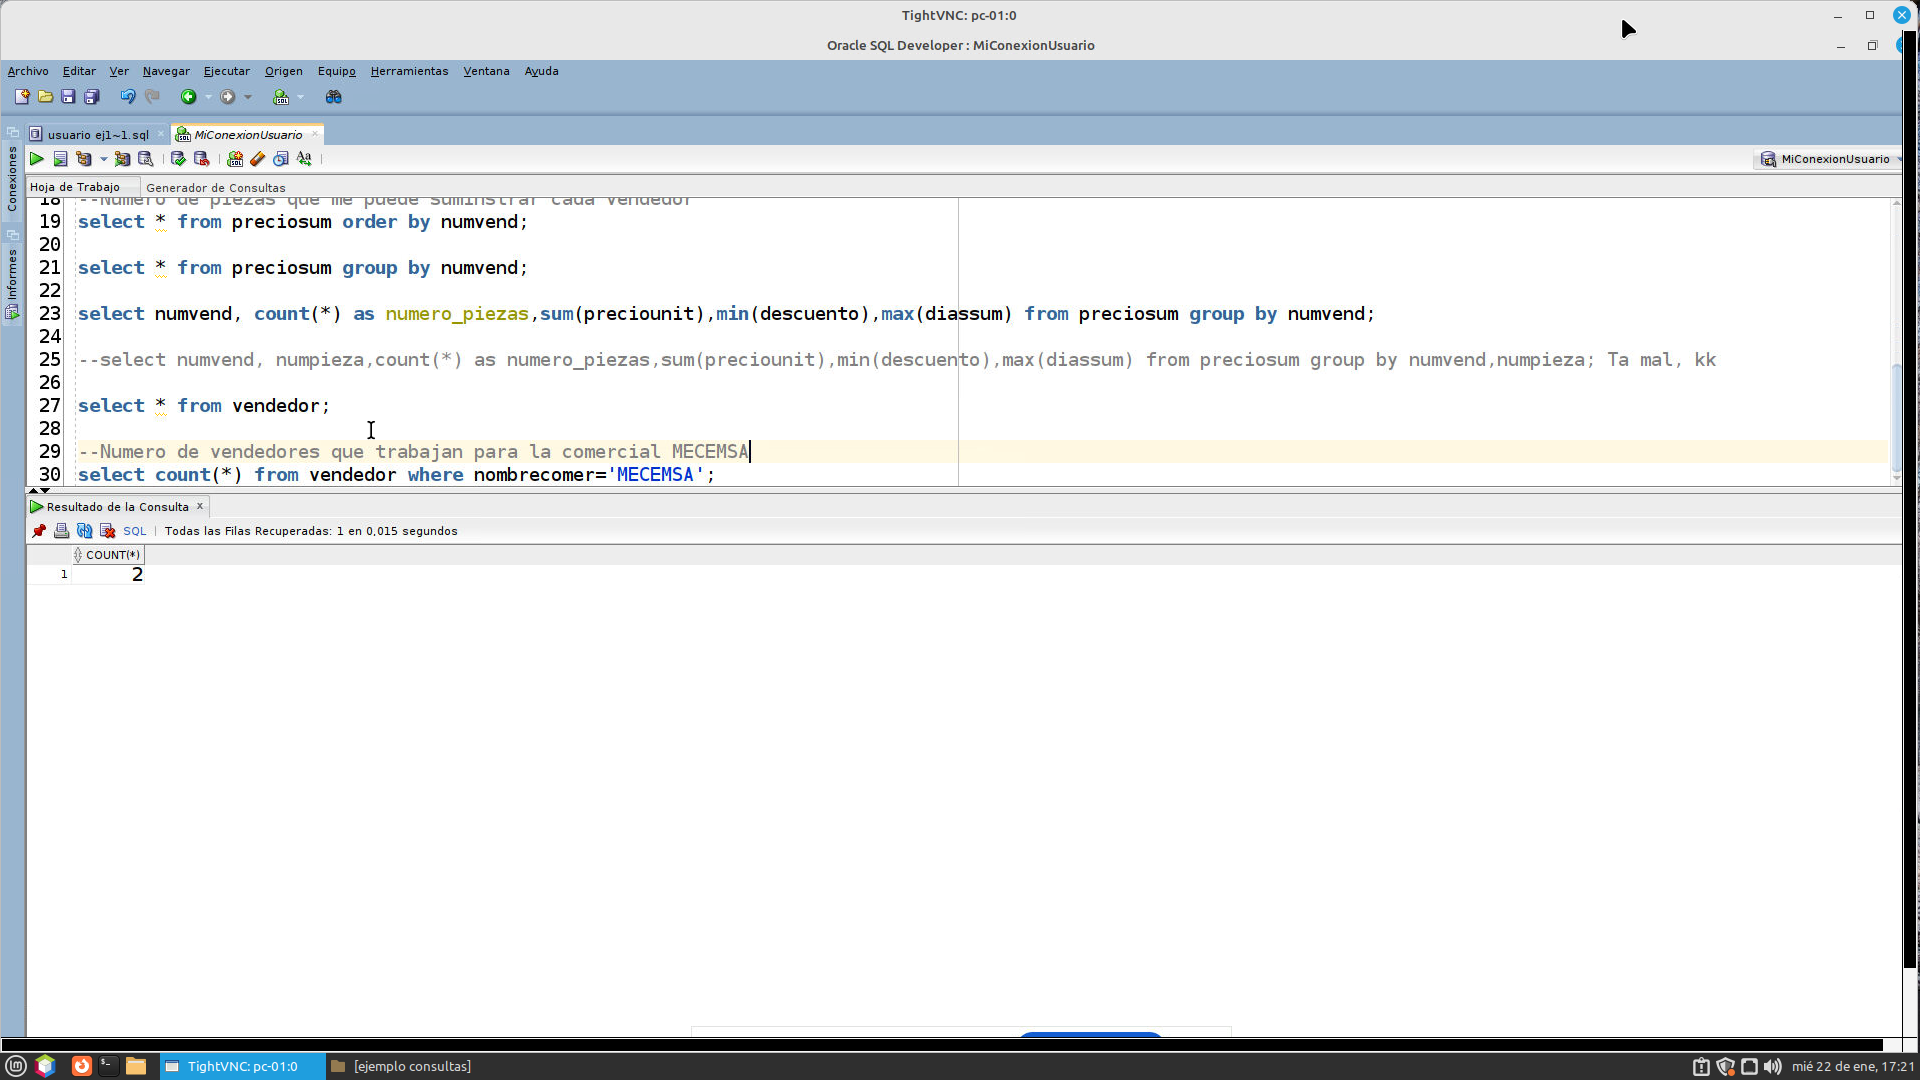 TightVNC: pc-01:0
Oracle SQL Developer : MiConexionUsuario
Archivo Editar Ver Navegar Ejecutar Origen Equipo Herramientas Ventana Ayuda
usuario ej1~1.sql MiConexionUsuario
MiConexionUsuario
Conexiones
Informes
Hoja de Trabajo Generador de Consultas
18 --Numero de piezas que me puede suminstrar cada vendedor
19 select * from preciosum order by numvend;
20
21 select * from preciosum group by numvend;
22
23 select numvend, count(*) as numero_piezas,sum(preciounit),min(descuento),max(diassum) from preciosum group by numvend;
24
25 --select numvend, numpieza,count(*) as numero_piezas,sum(preciounit),min(descuento),max(diassum) from preciosum group by numvend,numpieza; Ta mal, kk
26
27 select * from vendedor;
28
29 --Numero de vendedores que trabajan para la comercial MECEMSA
30 select count(*) from vendedor where nombrecomer='MECEMSA';
Resultado de la Consulta x
SQL | Todas las Filas Recuperadas: 1 en 0,015 segundos
COUNT(*)
1 2
TightVNC: pc-01:0 [ejemplo consultas] mié 22 de ene, 17:21